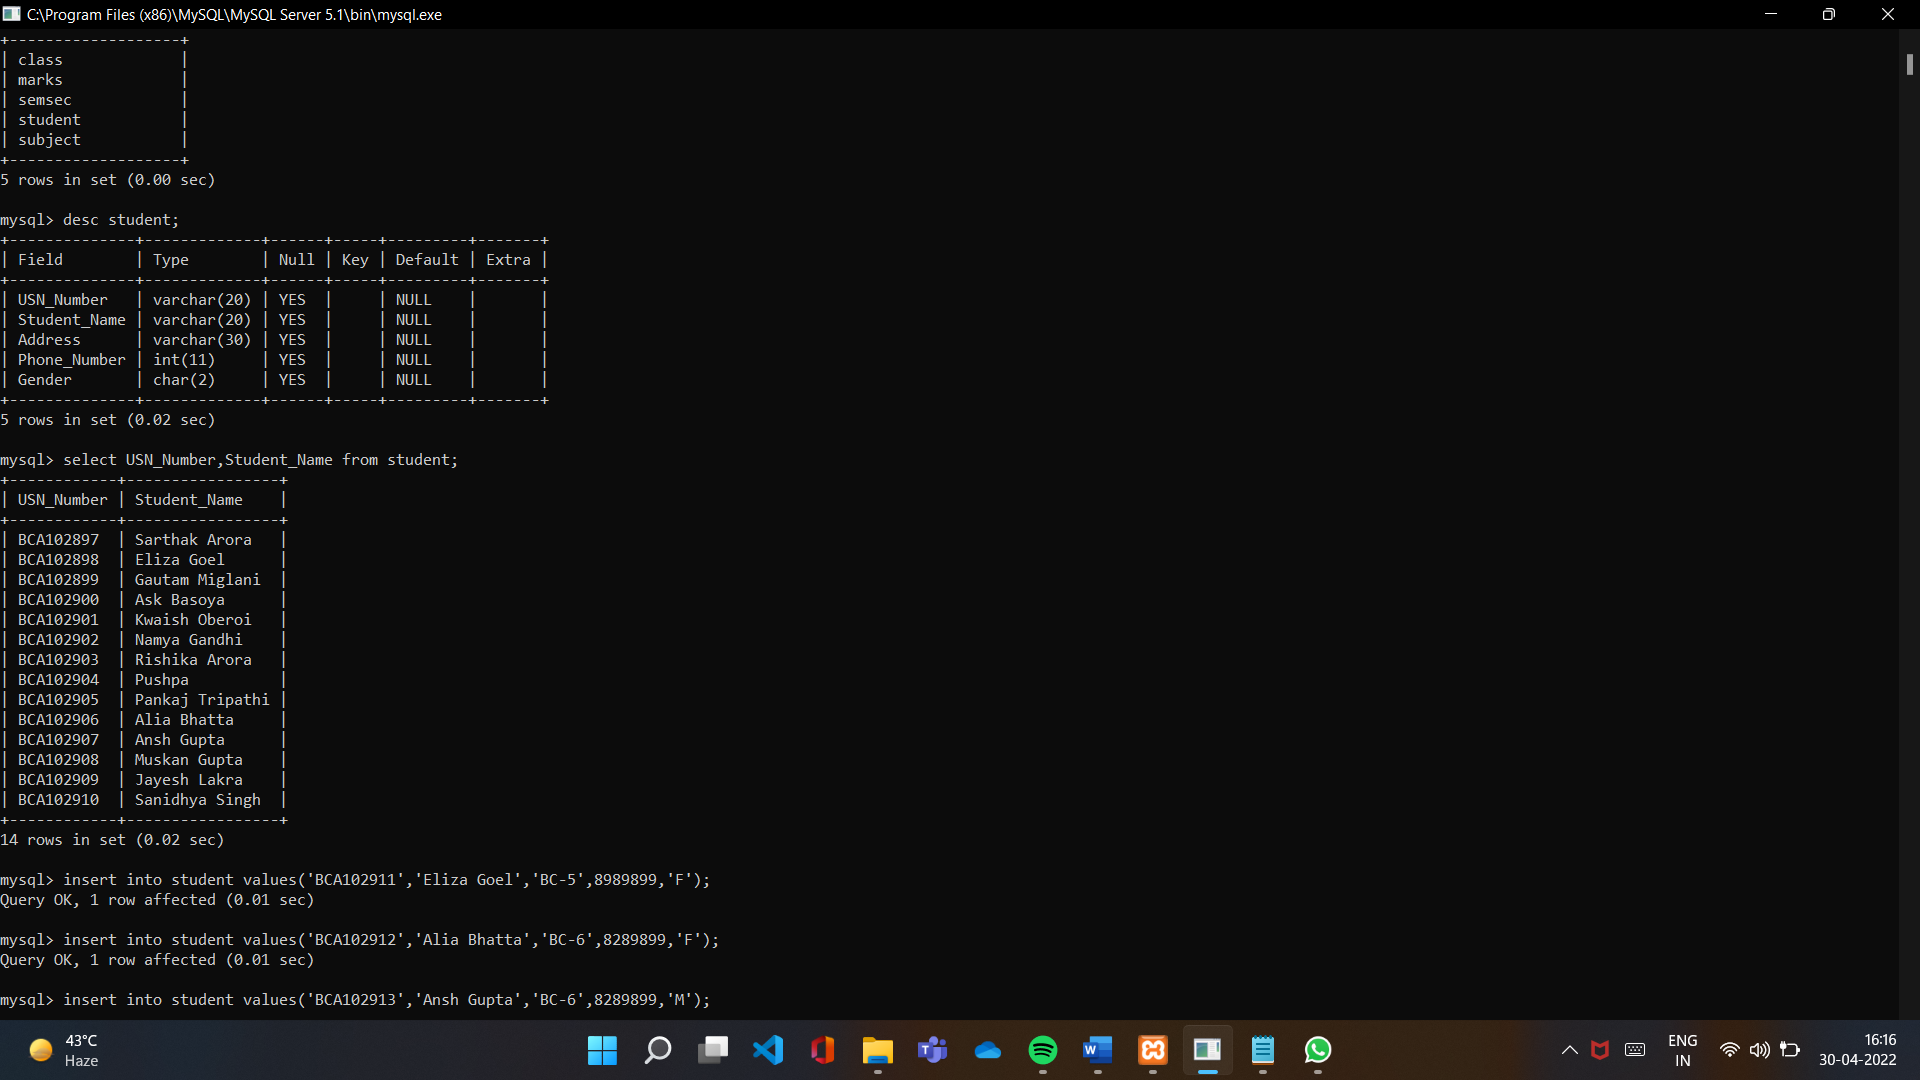 C:\Program Files (x86)\MySQL\MySQL Server 5.1\bin\mysql.exe
+-------------------+
| class             |
| marks             |
| semsec            |
| student           |
| subject           |
+-------------------+
5 rows in set (0.00 sec)
mysql> desc student;
+--------------+-------------+------+-----+---------+-------+
| Field        | Type        | Null | Key | Default | Extra |
+--------------+-------------+------+-----+---------+-------+
| USN_Number   | varchar(20) | YES  |     | NULL    |       |
| Student_Name | varchar(20) | YES  |     | NULL    |       |
| Address      | varchar(30) | YES  |     | NULL    |       |
| Phone_Number | int(11)     | YES  |     | NULL    |       |
| Gender       | char(2)     | YES  |     | NULL    |       |
+--------------+-------------+------+-----+---------+-------+
5 rows in set (0.02 sec)
mysql> select USN_Number,Student_Name from student;
+------------+-----------------+
| USN_Number | Student_Name    |
+------------+-----------------+
| BCA102897  | Sarthak Arora   |
| BCA102898  | Eliza Goel      |
| BCA102899  | Gautam Miglani  |
| BCA102900  | Ask Basoya      |
| BCA102901  | Kwaish Oberoi   |
| BCA102902  | Namya Gandhi    |
| BCA102903  | Rishika Arora   |
| BCA102904  | Pushpa          |
| BCA102905  | Pankaj Tripathi |
| BCA102906  | Alia Bhatta     |
| BCA102907  | Ansh Gupta      |
| BCA102908  | Muskan Gupta    |
| BCA102909  | Jayesh Lakra    |
| BCA102910  | Sanidhya Singh  |
+------------+-----------------+
14 rows in set (0.02 sec)
mysql> insert into student values('BCA102911','Eliza Goel','BC-5',8989899,'F');
Query OK, 1 row affected (0.01 sec)
mysql> insert into student values('BCA102912','Alia Bhatta','BC-6',8289899,'F');
Query OK, 1 row affected (0.01 sec)
mysql> insert into student values('BCA102913','Ansh Gupta','BC-6',8289899,'M');
43°C
Haze
ENG
IN
16:16
30-04-2022